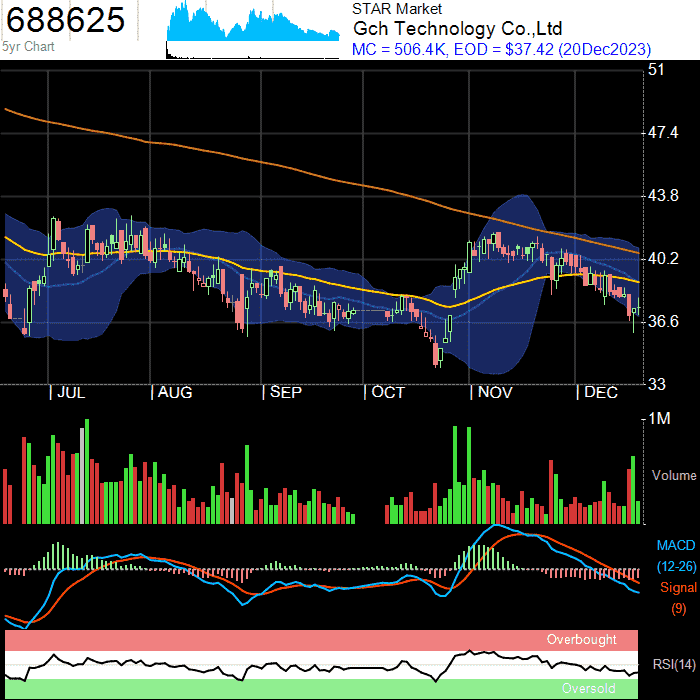 688625
5yr Chart
STAR Market
Gch Technology Co.,Ltd
MC = 506.4K, EOD = $37.42 (20Dec2023)
51
47.4
43.8
40.2
36.6
33
JUL AUG SEP OCT NOV DEC
1M
Volume
MACD
(12-26)
Signal
(9)
Overbought
RSI(14)
Oversold